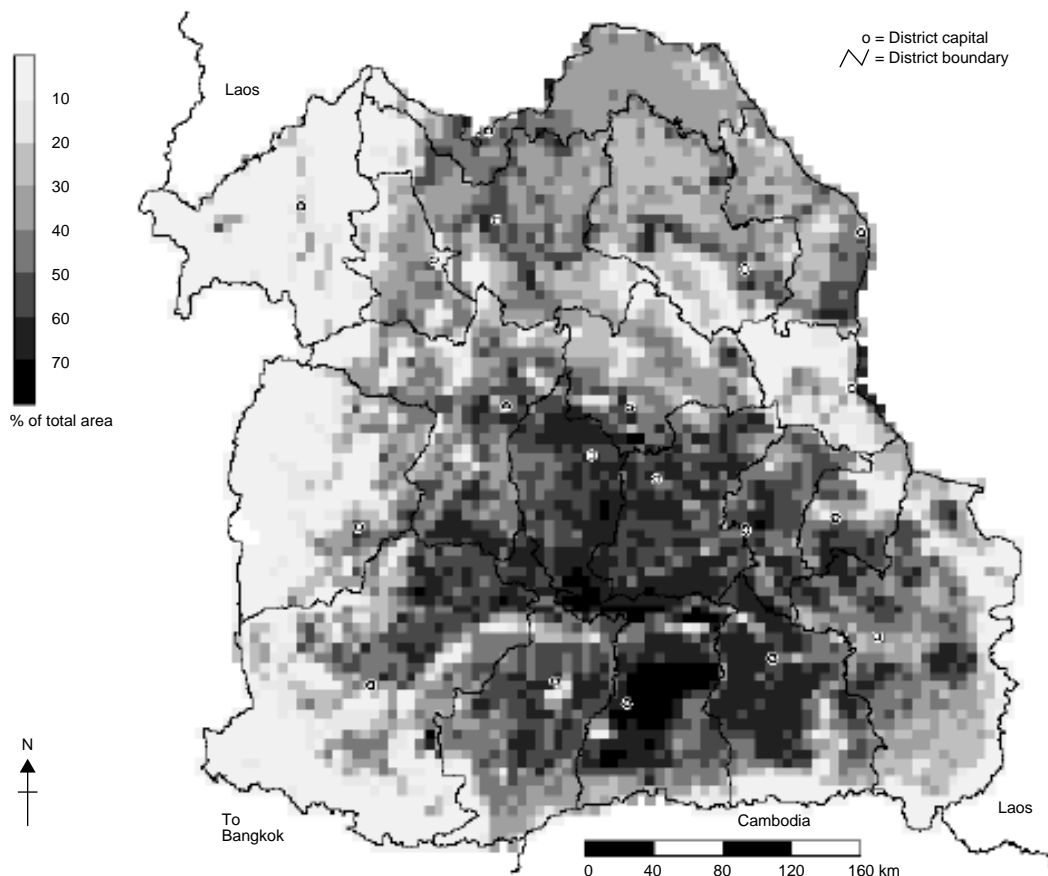 o = District capital
= District boundary
Laos
10
20
30
40
50
60
70
% of total area
N
To
Bangkok
Cambodia
Laos
0 40 80 120 160 km